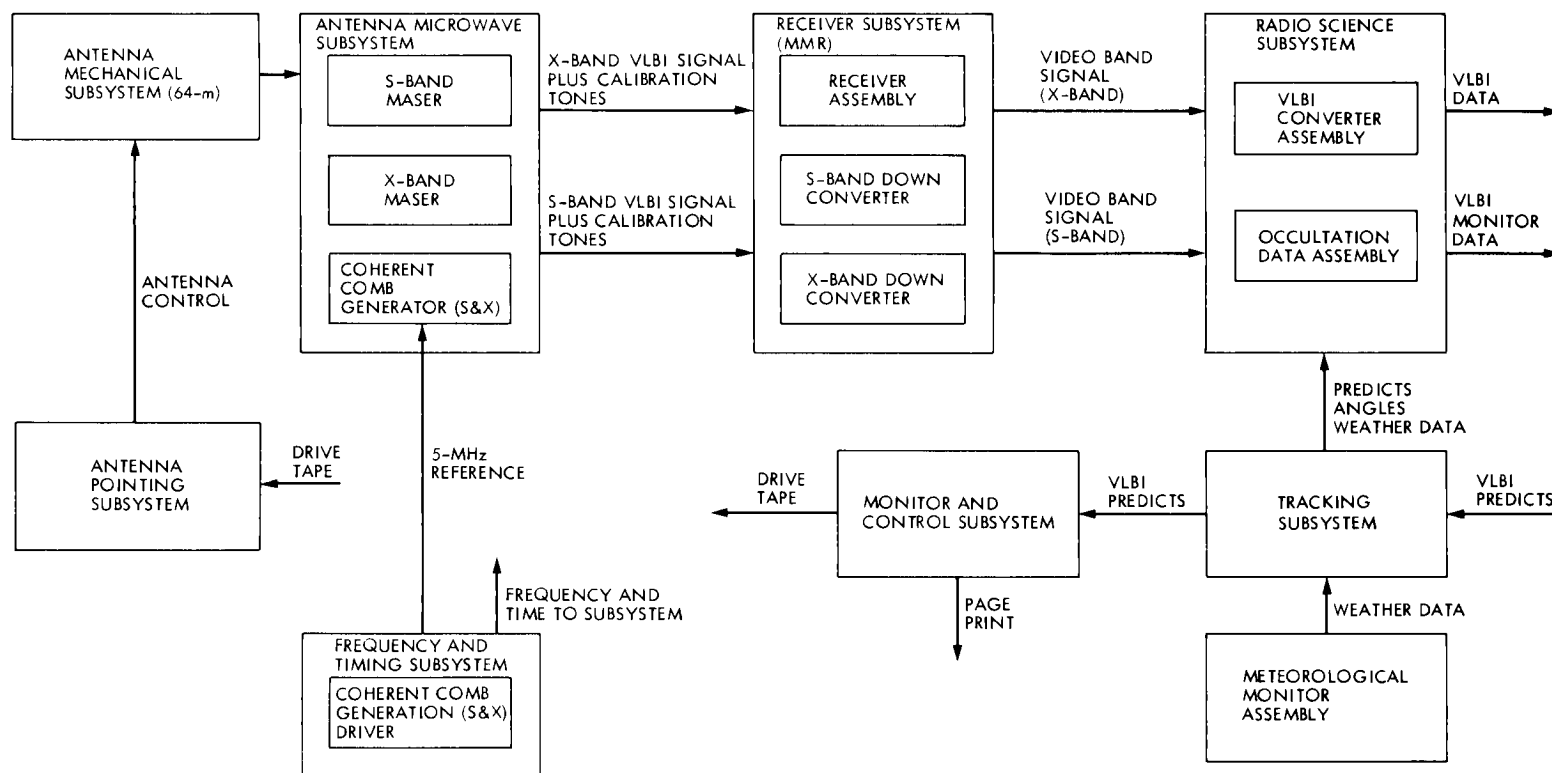 ANTENNA
MECHANICAL
SUBSYSTEM (64-m)
ANTENNA MICROWAVE
SUBSYSTEM
S-BAND
MASER
X-BAND
MASER
COHERENT
COMB
GENERATOR (S&X)
X-BAND VLBI SIGNAL
PLUS CALIBRATION
TONES
S-BAND VLBI SIGNAL
PLUS CALIBRATION
TONES
RECEIVER SUBSYSTEM
(MMR)
RECEIVER
ASSEMBLY
S-BAND DOWN
CONVERTER
X-BAND DOWN
CONVERTER
VIDEO BAND
SIGNAL
(X-BAND)
VIDEO BAND
SIGNAL
(S-BAND)
RADIO SCIENCE
SUBSYSTEM
VLBI
CONVERTER
ASSEMBLY
OCCULTATION
DATA ASSEMBLY
VLBI
DATA
VLBI
MONITOR
DATA
ANTENNA
CONTROL
ANTENNA
POINTING
SUBSYSTEM
DRIVE
TAPE
5-MHz
REFERENCE
FREQUENCY AND
TIME TO SUBSYSTEM
FREQUENCY AND
TIMING SUBSYSTEM
COHERENT COMB
GENERATION (S&X)
DRIVER
DRIVE
TAPE
MONITOR AND
CONTROL SUBSYSTEM
PAGE
PRINT
VLBI
PREDICTS
PREDICTS
ANGLES
WEATHER DATA
TRACKING
SUBSYSTEM
VLBI
PREDICTS
WEATHER DATA
METEOROLOGICAL
MONITOR
ASSEMBLY